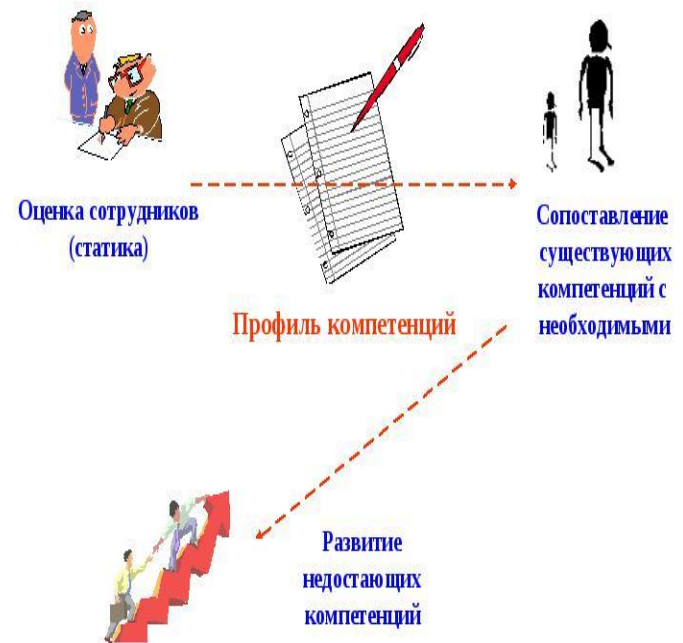 Оценка сотрудников
(статика)
Сопоставление
существующих
компетенций с
необходимыми
Профиль компетенций
Развитие
недостающих
компетенций